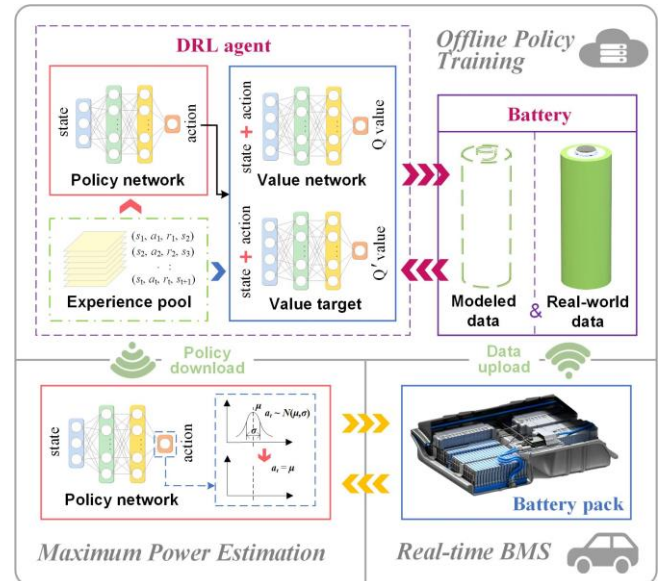 DRL agent
Offline Policy
Training
state
action
Policy network
state + action
Q value
Value network
Battery
(s1, a1, r1, s2)
(s2, a2, r2, s3)
(st, at, rt, st+1)
Experience pool
state + action
Q' value
Value target
Modeled
data
&
Real-world
data
Policy
download
Data
upload
state
action
Policy network
μ
at ~ N(μ,σ)
σ
at = μ
Battery pack
Maximum Power Estimation
Real-time BMS